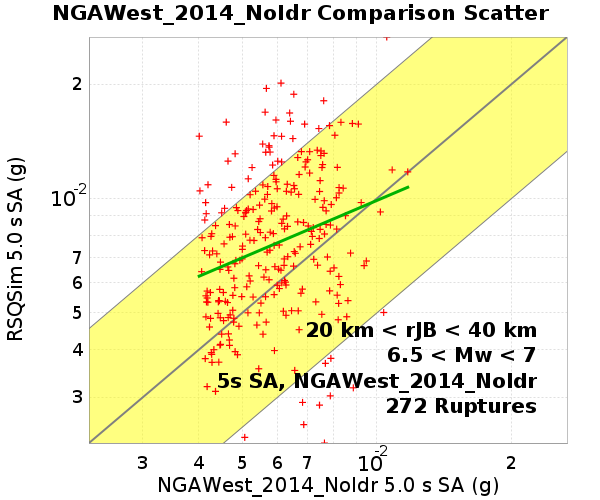 NGAWest_2014_NoIdr Comparison Scatter
RSQSim 5.0 s SA (g)
2
10-2
7
6
5
4
3
20 km < rJB < 40 km
6.5 < Mw < 7
5s SA, NGAWest_2014_NoIdr
272 Ruptures
3 4 5 6 7 10-2 2
NGAWest_2014_NoIdr 5.0 s SA (g)